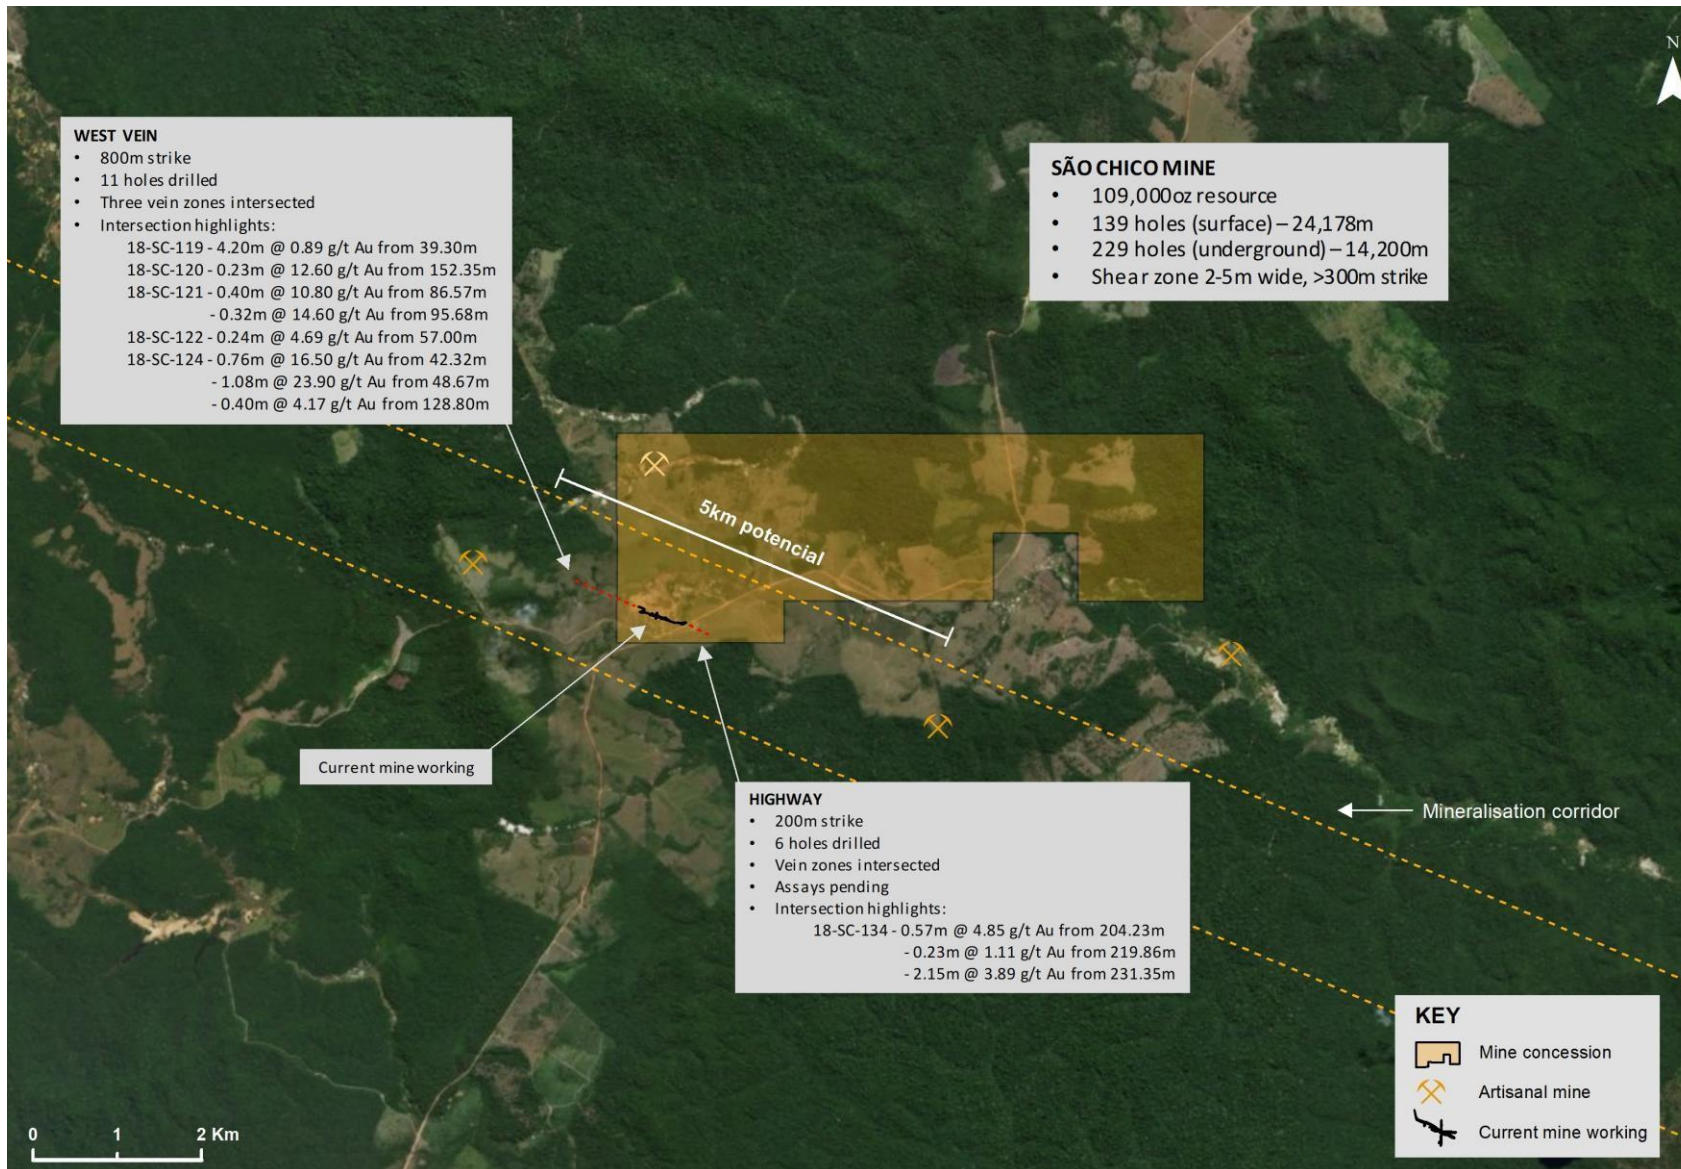 N
WEST VEIN
• 800m strike
• 11 holes drilled
• Three vein zones intersected
• Intersection highlights:
18-SC-119 - 4.20m @ 0.89 g/t Au from 39.30m
18-SC-120 - 0.23m @ 12.60 g/t Au from 152.35m
18-SC-121 - 0.40m @ 10.80 g/t Au from 86.57m
- 0.32m @ 14.60 g/t Au from 95.68m
18-SC-122 - 0.24m @ 4.69 g/t Au from 57.00m
18-SC-124 - 0.76m @ 16.50 g/t Au from 42.32m
- 1.08m @ 23.90 g/t Au from 48.67m
- 0.40m @ 4.17 g/t Au from 128.80m
SÃO CHICO MINE
• 109,000oz resource
• 139 holes (surface) – 24,178m
• 229 holes (underground) – 14,200m
• Shear zone 2-5m wide, >300m strike
5km potencial
Current mine working
HIGHWAY
• 200m strike
• 6 holes drilled
• Vein zones intersected
• Assays pending
• Intersection highlights:
18-SC-134 - 0.57m @ 4.85 g/t Au from 204.23m
- 0.23m @ 1.11 g/t Au from 219.86m
- 2.15m @ 3.89 g/t Au from 231.35m
Mineralisation corridor
KEY
Mine concession
Artisanal mine
Current mine working
0 1 2 Km